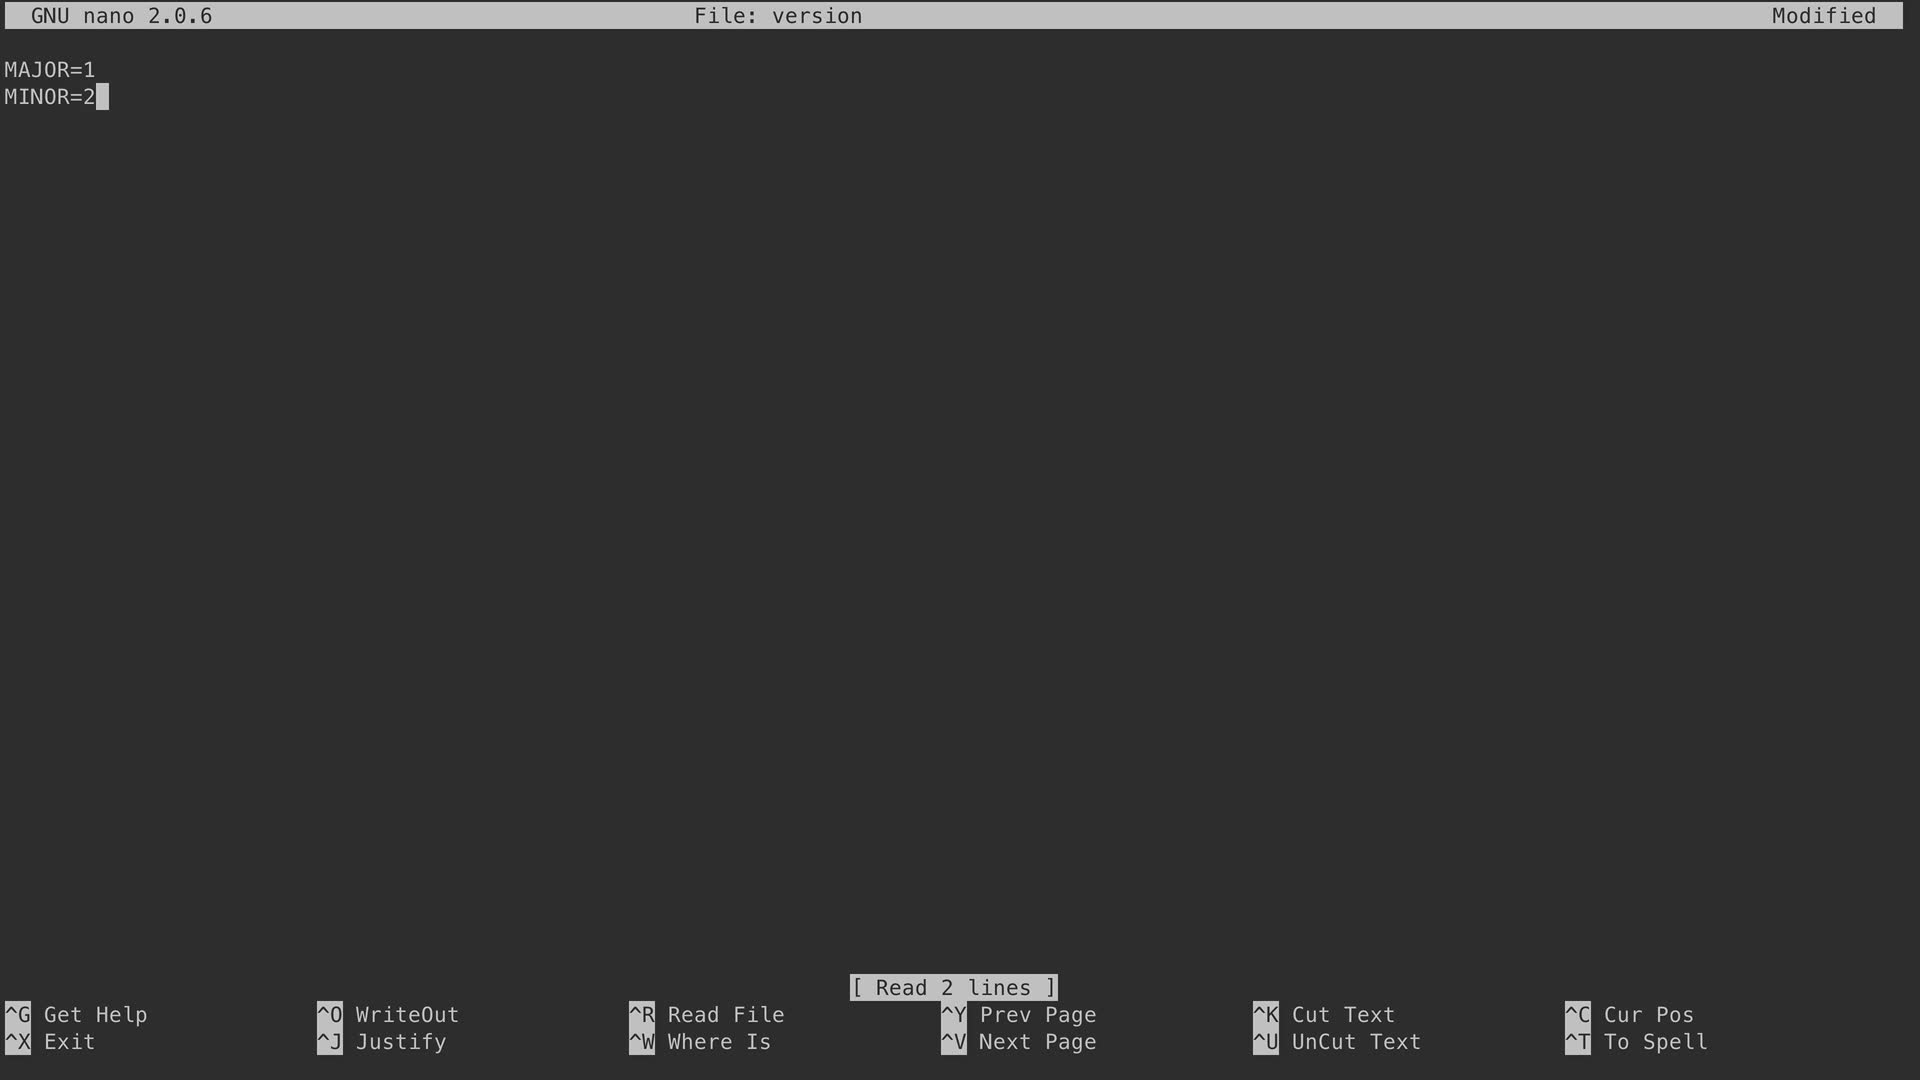 GNU nano 2.0.6 File: version Modified
MAJOR=1
MINOR=2
[ Read 2 lines ]
^G Get Help ^O WriteOut ^R Read File ^Y Prev Page ^K Cut Text ^C Cur Pos
^X Exit ^J Justify ^W Where Is ^V Next Page ^U UnCut Text ^T To Spell